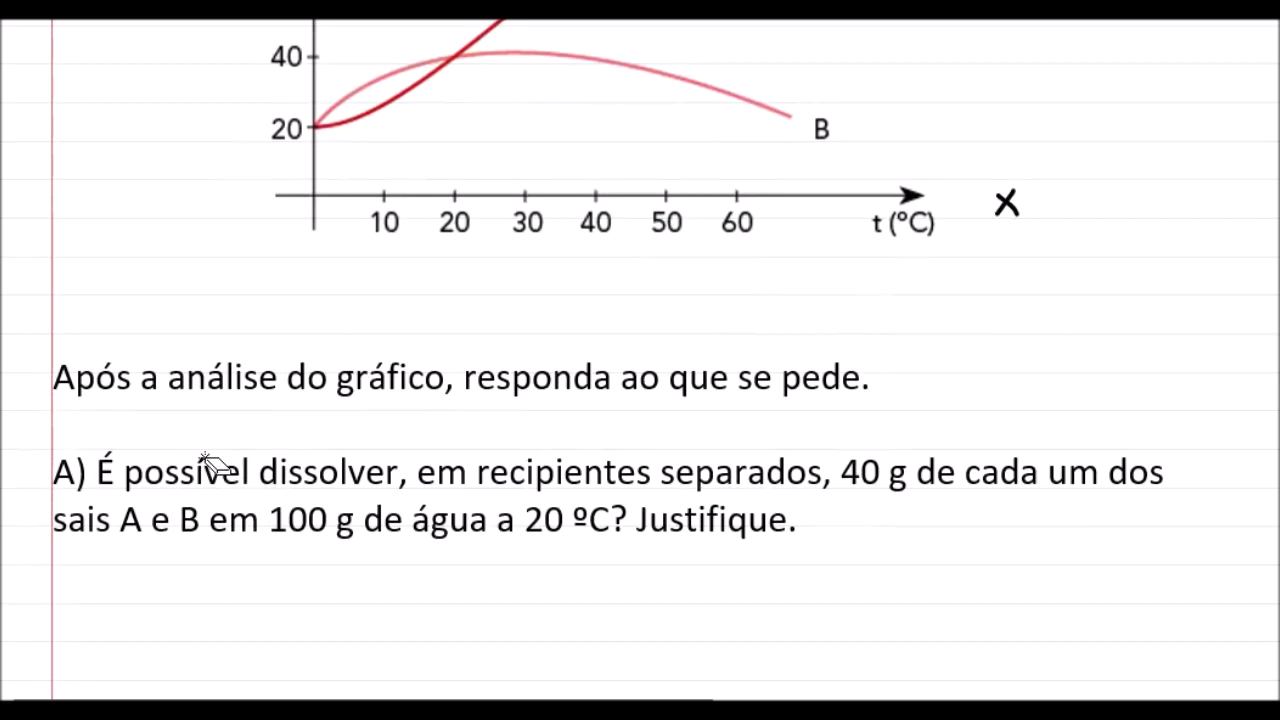 40
20
B
10 20 30 40 50 60 t (ºC)
x
Após a análise do gráfico, responda ao que se pede.
A) É possível dissolver, em recipientes separados, 40 g de cada um dos
sais A e B em 100 g de água a 20 ºC? Justifique.